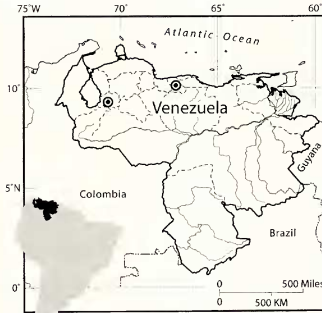 75°W 70° 65° 60°
Atlantic Ocean
10°
Venezuela
Guyana
5°N
Colombia
Brazil
0°
0 500 Miles
0 500 KM